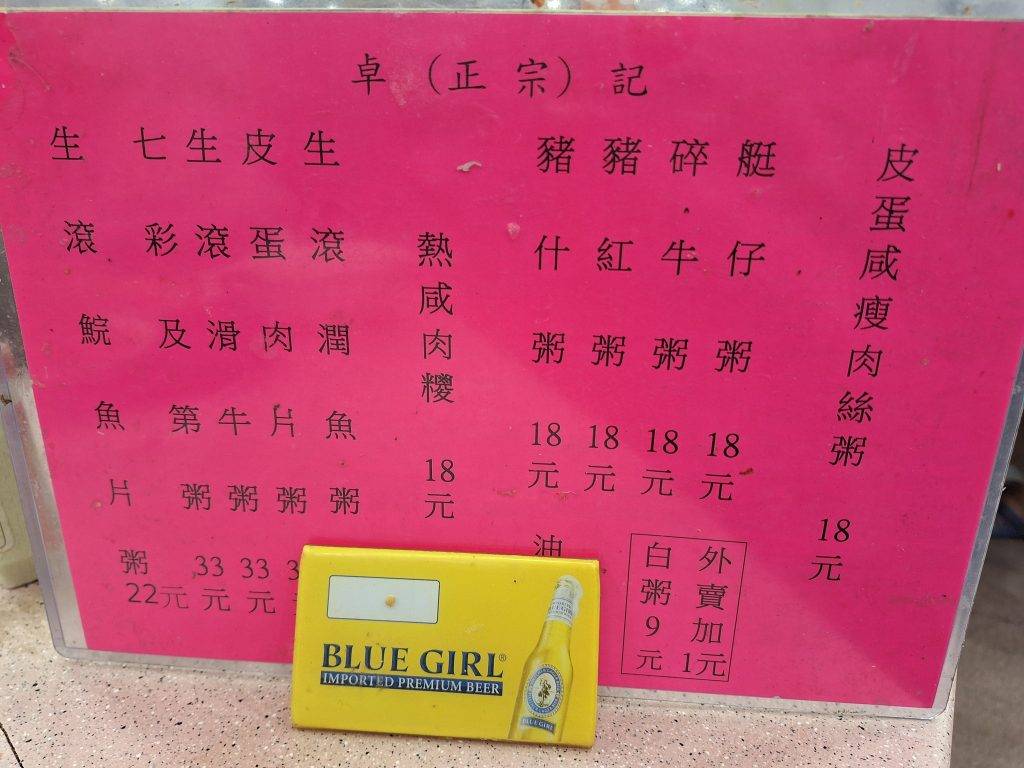 卓（正宗）記
皮蛋咸瘦肉絲粥 18元
艇仔粥 18元
碎牛粥 18元
豬紅粥 18元
豬什粥 18元
外賣加1元
白粥9元
油
熱咸肉糭 18元
生滾潤魚粥
皮蛋肉片粥 3
生滾滑牛粥 33元
七彩及第粥 33元
生滾鯇魚片粥 22元
BLUE GIRL®
IMPORTED PREMIUM BEER
BLUE GIRL